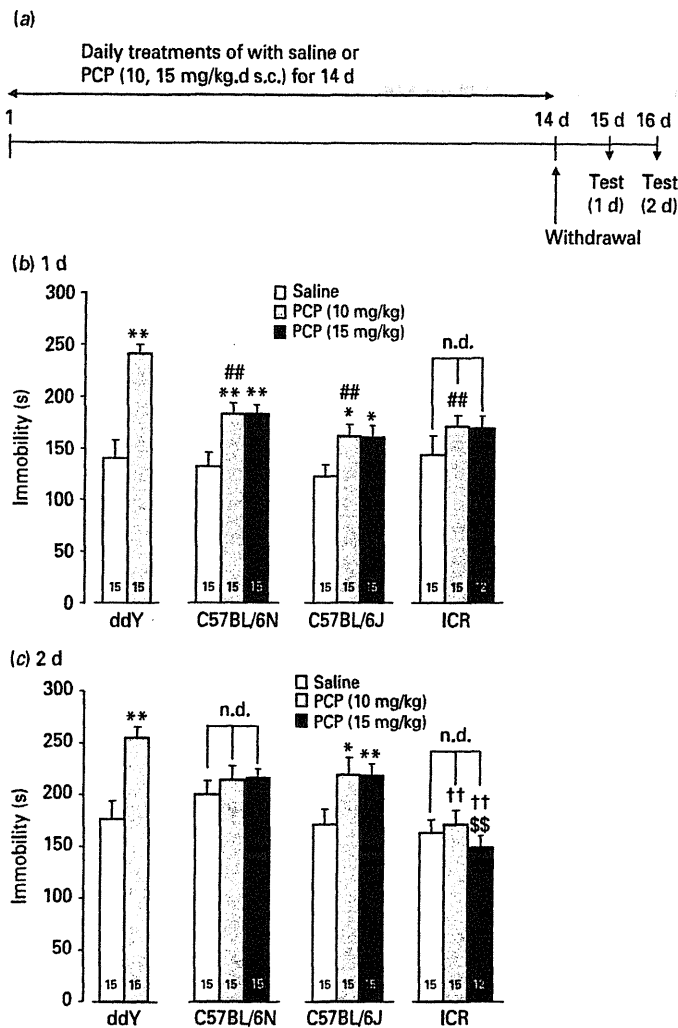 (a)
Daily treatments of with saline or
PCP (10, 15 mg/kg.d s.c.) for 14 d
1
14 d 15 d 16 d
Test Test
(1 d) (2 d)
Withdrawal
(b) 1 d
Saline
PCP (10 mg/kg)
PCP (15 mg/kg)
Immobility (s)
300
250
200
150
100
50
0
**
##
** **
##
* *
n.d.
##
15 15 15 15 15 15 15 15 15 15 12
ddY C57BL/6N C57BL/6J ICR
(c) 2 d
Saline
PCP (10 mg/kg)
PCP (15 mg/kg)
Immobility (s)
300
250
200
150
100
50
0
**
n.d.
* **
n.d.
†† ††
$$
15 15 15 15 15 15 15 15 12
ddY C57BL/6N C57BL/6J ICR